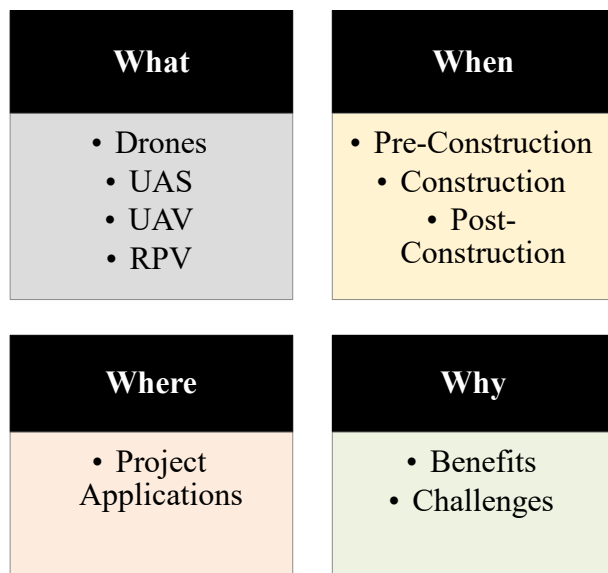 What
• Drones
• UAS
• UAV
• RPV
When
• Pre-Construction
• Construction
• Post-
Construction
Where
• Project
Applications
Why
• Benefits
• Challenges